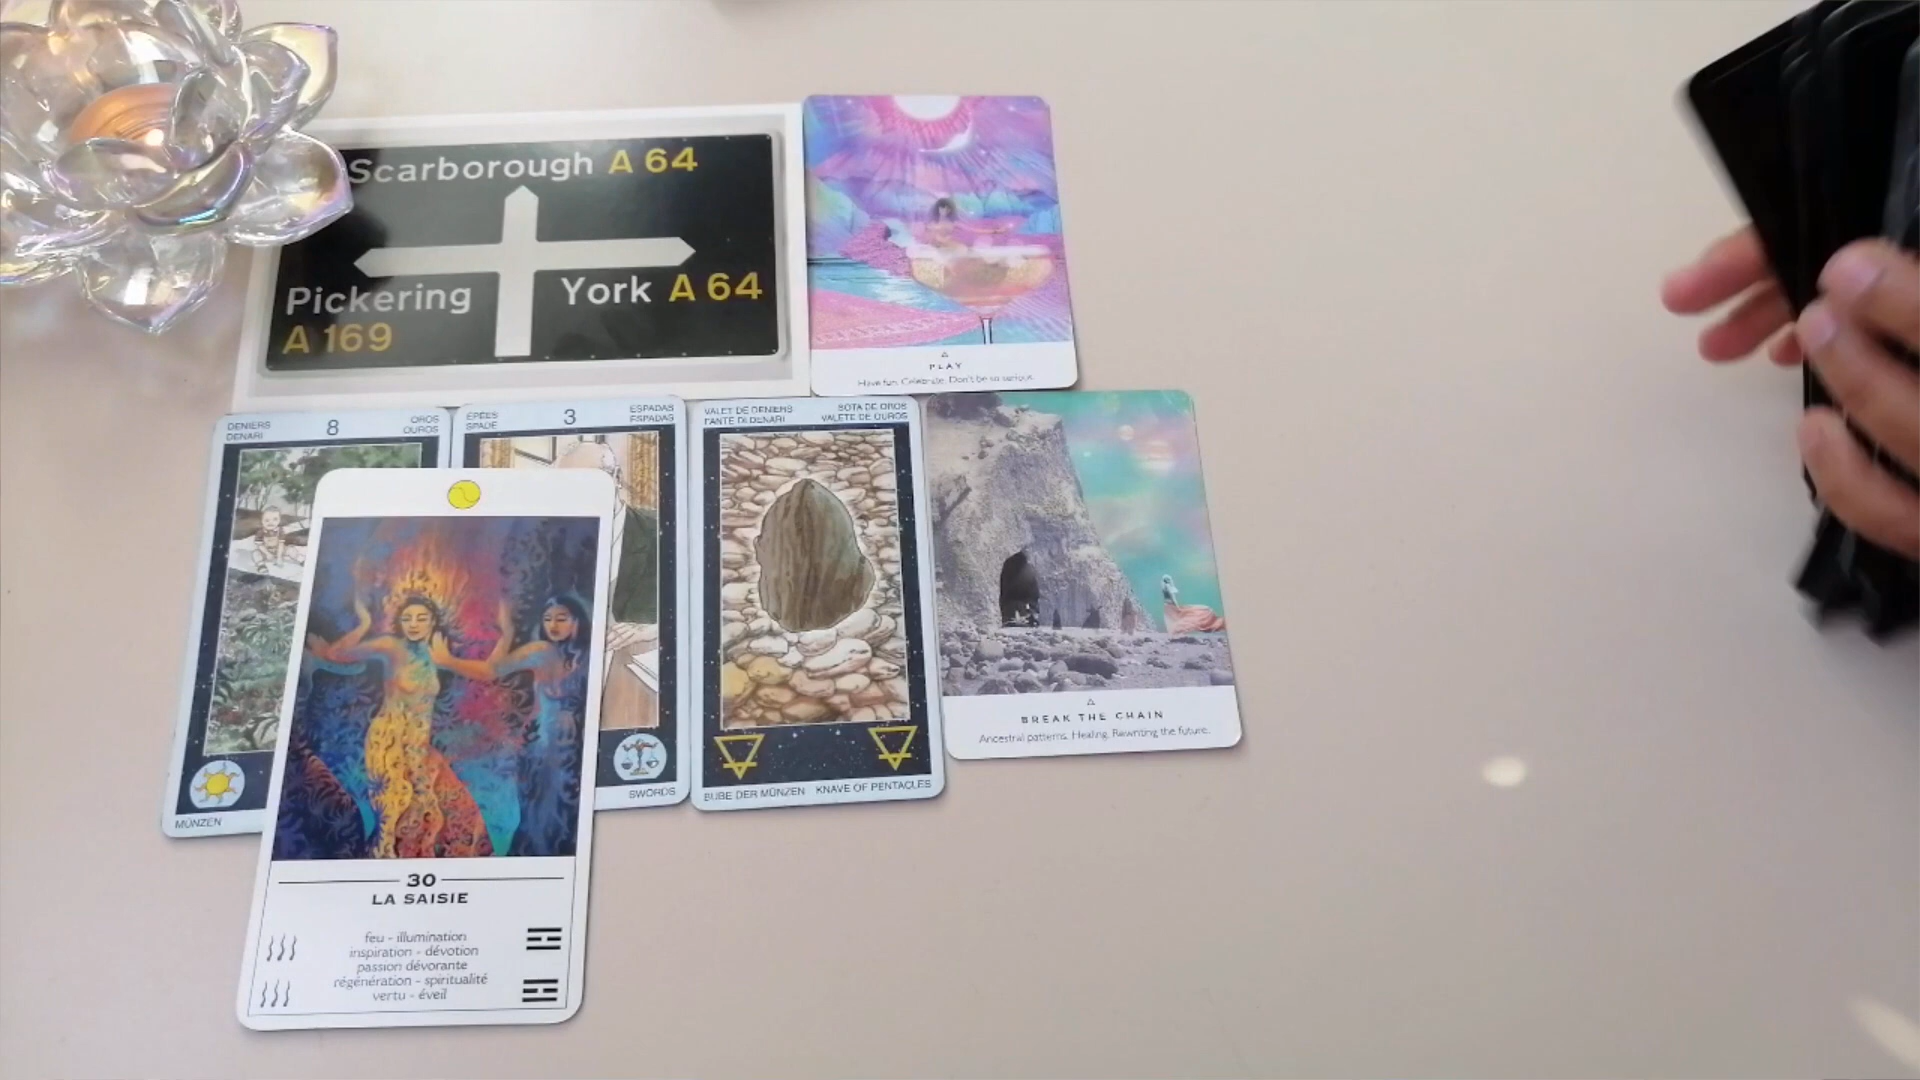 Scarborough A 64
York A 64
Pickering
A 169
PLAY
Have fun. Celebrate. Don't be so serious.
DENIERS
DENARI
8
OROS
OUROS
MÜNZEN
EPEES
SPADE
3
ESPADAS
ESPADAS
SWORDS
VALET DE DENIERS
FANTE DI DENARI
SOTA DE OROS
VALETE DE OUROS
BUBE DER MÜNZEN KNAVE OF PENTACLES
BREAK THE CHAIN
Ancestral patterns. Healing. Rewriting the future.
30
LA SAISIE
feu - illumination
inspiration - dévotion
passion dévorante
régénération - spiritualité
vertu - éveil